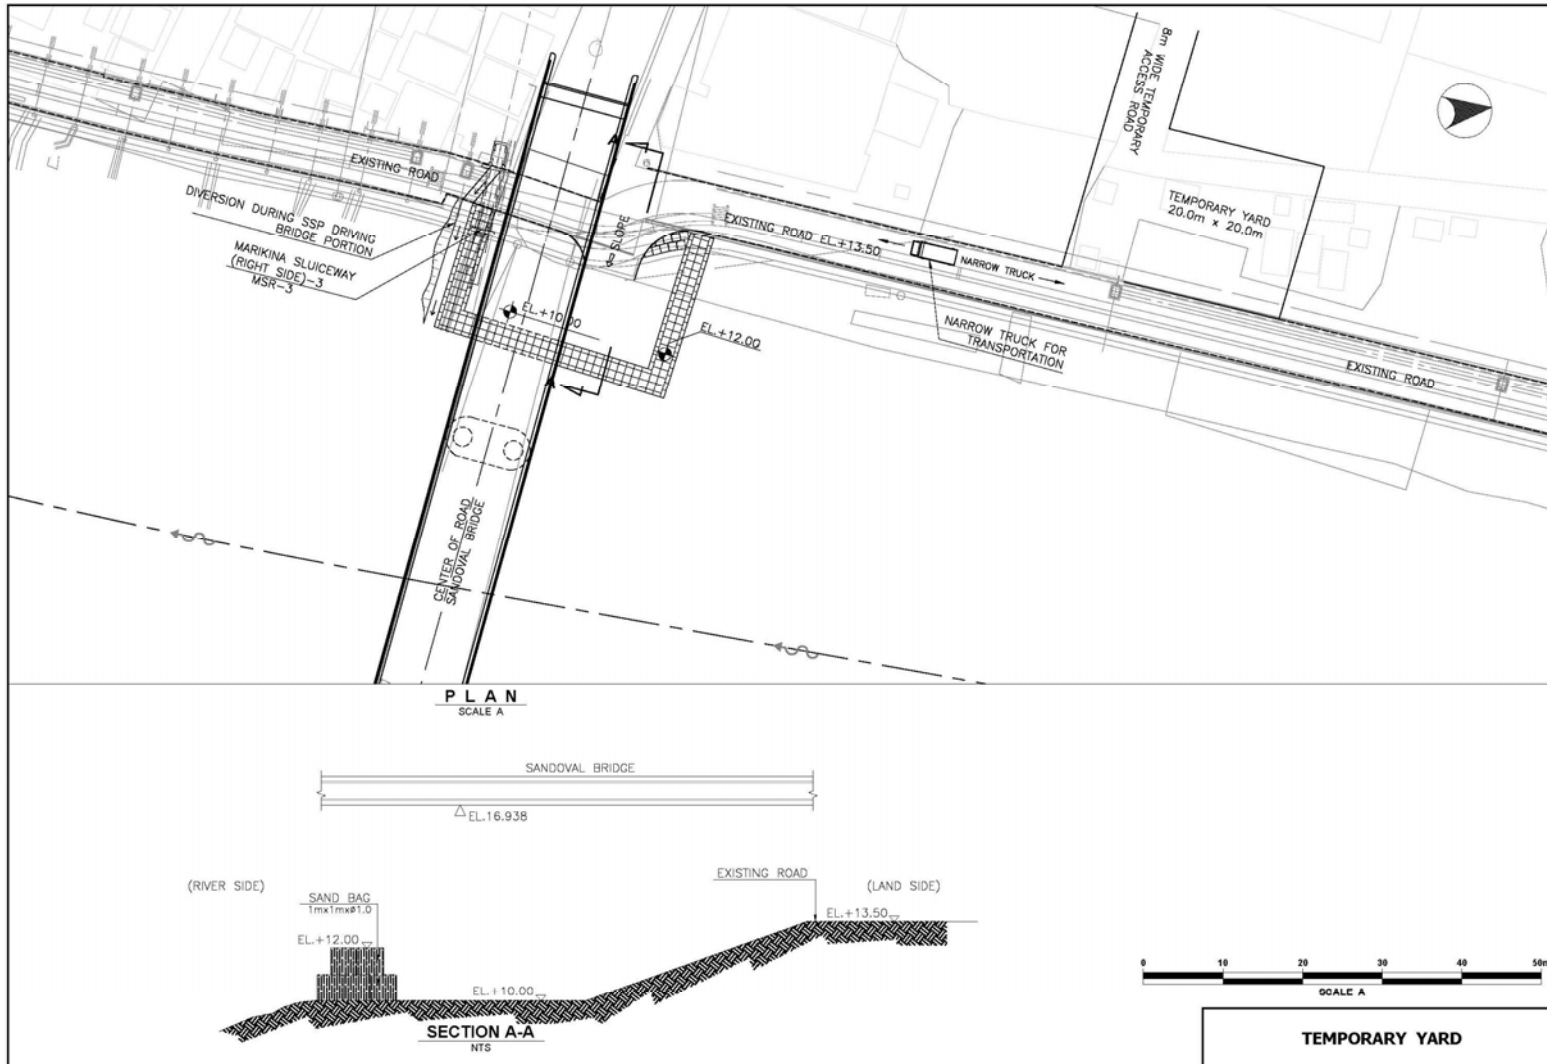 8m WIDE TEMPORARY
ACCESS ROAD
EXISTING ROAD
DIVERSION DURING SSP DRIVING
BRIDGE PORTION
MARIKINA SLUICEWAY
(RIGHT SIDE)-3
MSR-3
A
SLOPE
EXISTING ROAD EL.+13.50
NARROW TRUCK
TEMPORARY YARD
20.0m x 20.0m
EL.+10.00
EL.+12.00
NARROW TRUCK FOR
TRANSPORTATION
EXISTING ROAD
A
CENTER OF ROAD
SANDOVAL BRIDGE
PLAN
SCALE A
SANDOVAL BRIDGE
EL.16.938
(RIVER SIDE)
SAND BAG
1mx1mxø1.0
EL.+12.00
EL.+10.00
EXISTING ROAD
(LAND SIDE)
EL.+13.50
SECTION A-A
NTS
0 10 20 30 40 50m
SCALE A
TEMPORARY YARD